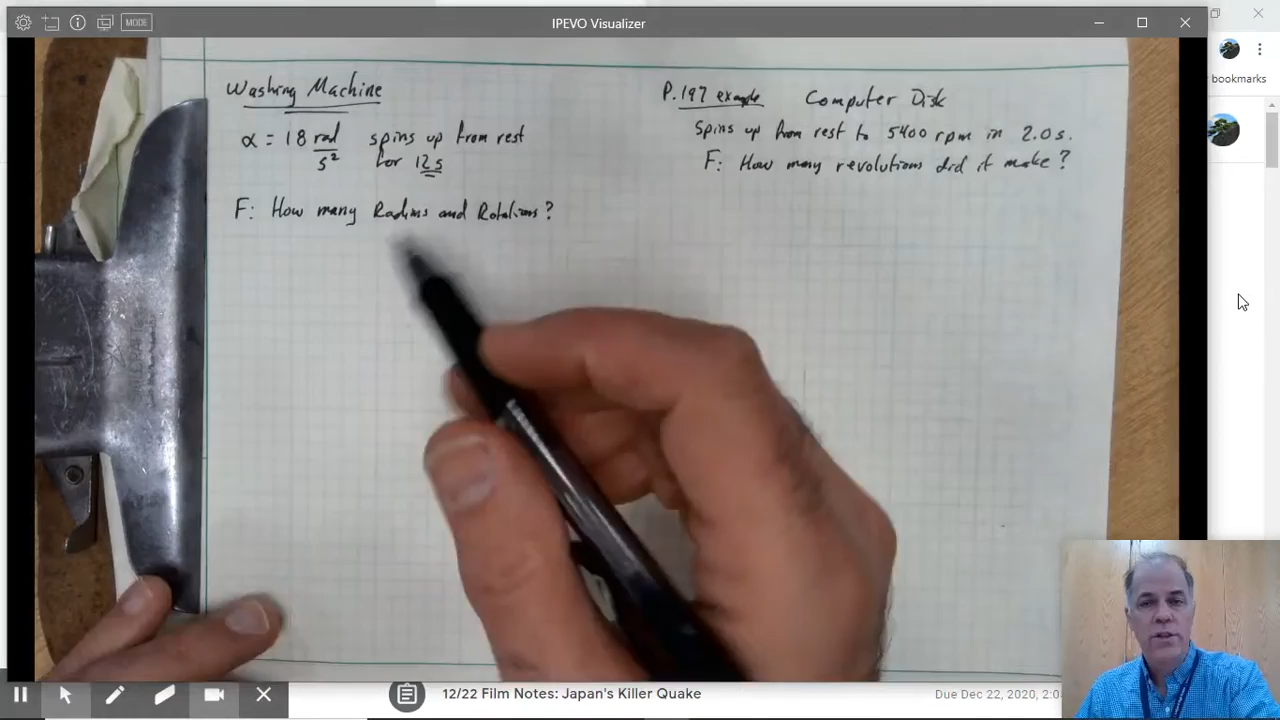 IPEVO Visualizer
MODE
bookmarks
Washing Machine
α = 18 rad/s² spins up from rest
for 12 s
F: How many Radians and Rotations?
P.197 example Computer Disk
Spins up from rest to 5400 rpm in 2.0 s.
F: How many revolutions did it make?
12/22 Film Notes: Japan's Killer Quake
Due Dec 22, 2020, 2: